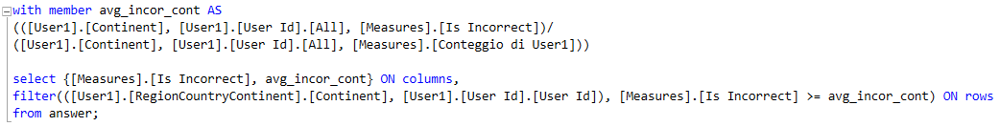 with member avg_incor_cont AS
(([User1].[Continent], [User1].[User Id].[All], [Measures].[Is Incorrect])/
([User1].[Continent], [User1].[User Id].[All], [Measures].[Conteggio di User1]))
select {[Measures].[Is Incorrect], avg_incor_cont} ON columns,
filter(([User1].[RegionCountryContinent].[Continent], [User1].[User Id].[User Id]), [Measures].[Is Incorrect] >= avg_incor_cont) ON rows
from answer;